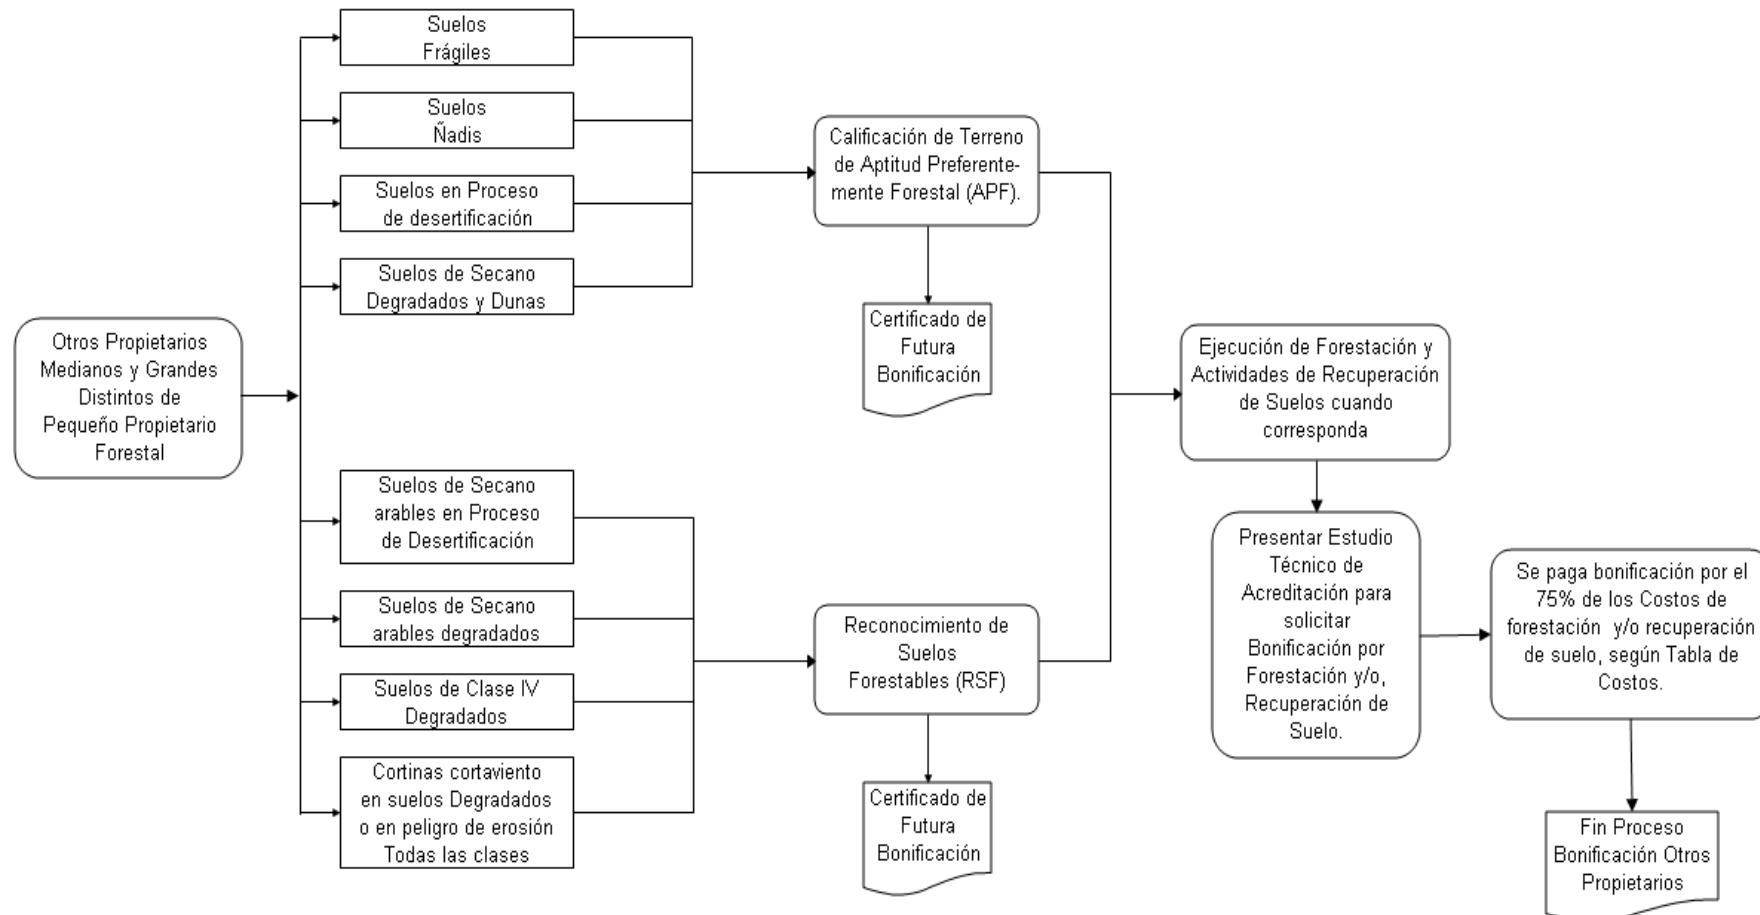 Suelos
Frágiles
Suelos
Ñadis
Suelos en Proceso
de desertificación
Suelos de Secano
Degradados y Dunas
Otros Propietarios
Medianos y Grandes
Distintos de
Pequeño Propietario
Forestal
Suelos de Secano
arables en Proceso
de Desertificación
Suelos de Secano
arables degradados
Suelos de Clase IV
Degradados
Cortinas cortaviento
en suelos Degradados
o en peligro de erosión
Todas las clases
Calificación de Terreno
de Aptitud Preferente-
mente Forestal (APF).
Certificado de
Futura
Bonificación
Reconocimiento de
Suelos
Forestables (RSF)
Certificado de
Futura
Bonificación
Ejecución de Forestación y
Actividades de Recuperación
de Suelos cuando
corresponda
Presentar Estudio
Técnico de
Acreditación para
solicitar
Bonificación por
Forestación y/o,
Recuperación de
Suelo.
Se paga bonificación por el
75% de los Costos de
forestación y/o recuperación
de suelo, según Tabla de
Costos.
Fin Proceso
Bonificación Otros
Propietarios